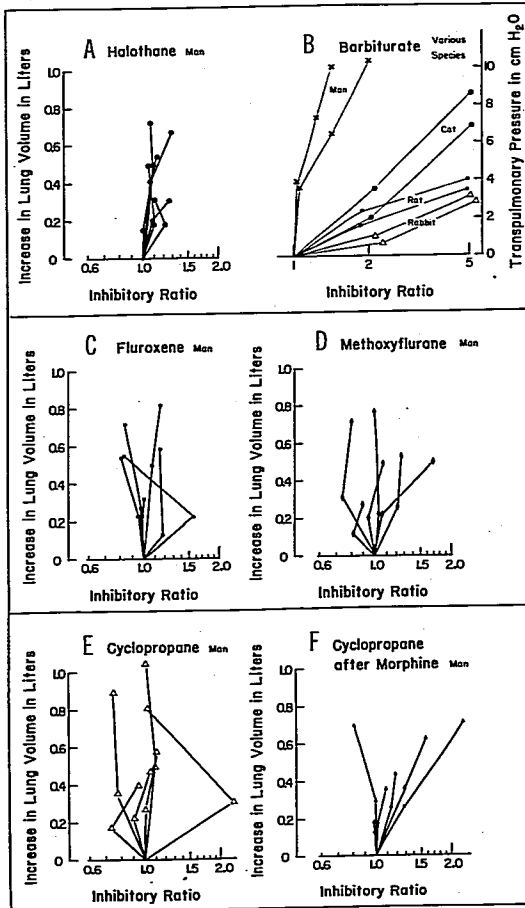 A Halothane Man
Increase in Lung Volume in Liters
1.0
0.8
0.6
0.4
0.2
0
0.6 1.0 1.5 2.0
Inhibitory Ratio
B Barbiturate Various Species
Man
Cat
Rat
Rabbit
Transpulmonary Pressure in cm H2O
10
8
6
4
2
0
1 2 5
Inhibitory Ratio
C Fluroxene Man
Increase in Lung Volume in Liters
1.0
0.8
0.6
0.4
0.2
0
0.6 1.0 1.5 2.0
Inhibitory Ratio
D Methoxyflurane Man
Increase in Lung Volume in Liters
1.0
0.8
0.6
0.4
0.2
0
0.6 1.0 1.5 2.0
Inhibitory Ratio
E Cyclopropane Man
Increase in Lung Volume in Liters
1.0
0.8
0.6
0.4
0.2
0
0.6 1.0 1.5 2.0
Inhibitory Ratio
F Cyclopropane
after Morphine Man
Increase in Lung Volume in Liters
1.0
0.8
0.6
0.4
0.2
0
0.6 1.0 1.5 2.0
Inhibitory Ratio